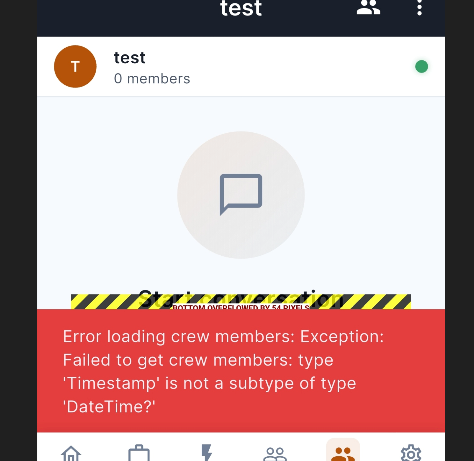 test
T
test
0 members
Start conversation
BOTTOM OVERFLOWED BY 54 PIXELS
Error loading crew members: Exception:
Failed to get crew members: type
'Timestamp' is not a subtype of type
'DateTime?'